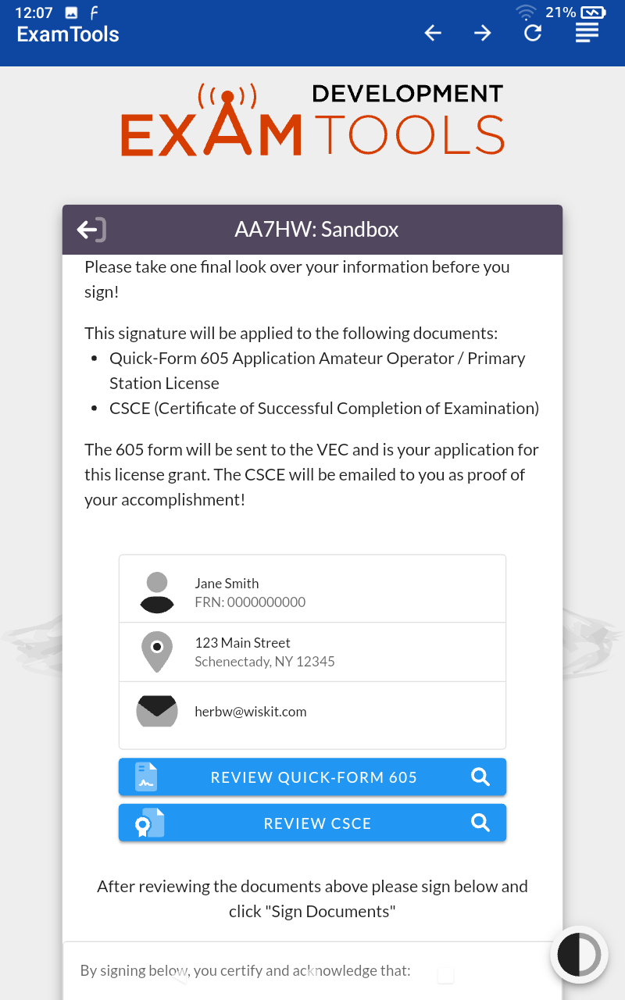 12:07
21%
ExamTools
DEVELOPMENT
EXAM TOOLS
AA7HW: Sandbox
Please take one final look over your information before you
sign!
This signature will be applied to the following documents:
• Quick-Form 605 Application Amateur Operator / Primary
Station License
• CSCE (Certificate of Successful Completion of Examination)
The 605 form will be sent to the VEC and is your application for
this license grant. The CSCE will be emailed to you as proof of
your accomplishment!
Jane Smith
FRN: 0000000000
123 Main Street
Schenectady, NY 12345
herbw@wiskit.com
REVIEW QUICK-FORM 605
REVIEW CSCE
After reviewing the documents above please sign below and
click "Sign Documents"
By signing below, you certify and acknowledge that: